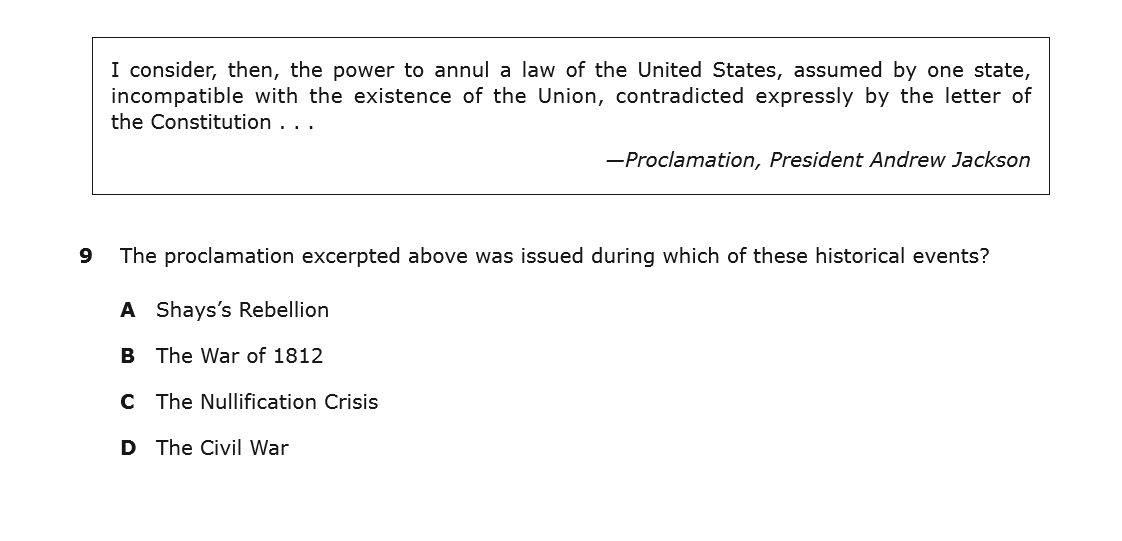 I consider, then, the power to annul a law of the United States, assumed by one state,
incompatible with the existence of the Union, contradicted expressly by the letter of
the Constitution . . .
—Proclamation, President Andrew Jackson
9 The proclamation excerpted above was issued during which of these historical events?
A Shays’s Rebellion
B The War of 1812
C The Nullification Crisis
D The Civil War